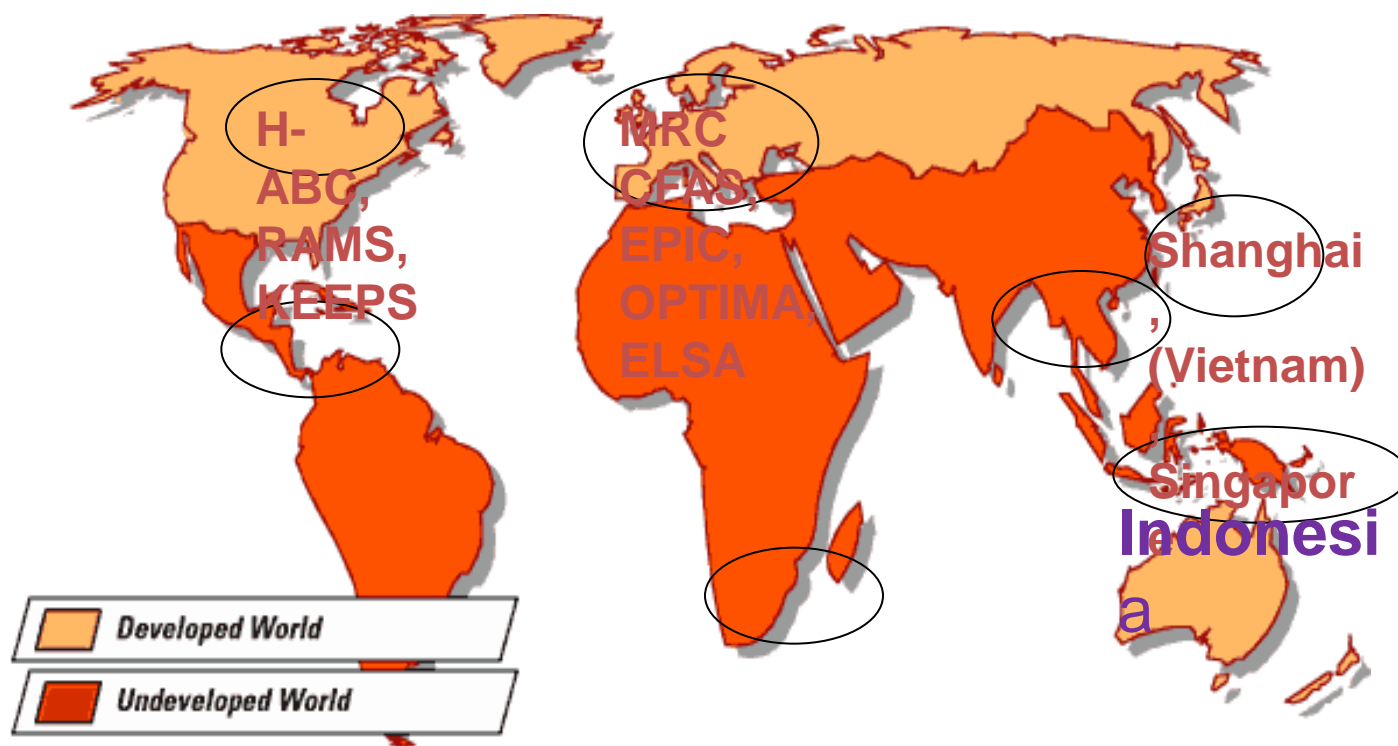 H-
ABC,
RAMS,
KEEPS
MRC
CFAS,
EPIC,
OPTIMA,
ELSA
Shanghai
,
(Vietnam)
,
Singapor
e
Indonesi
a
Developed World
Undeveloped World